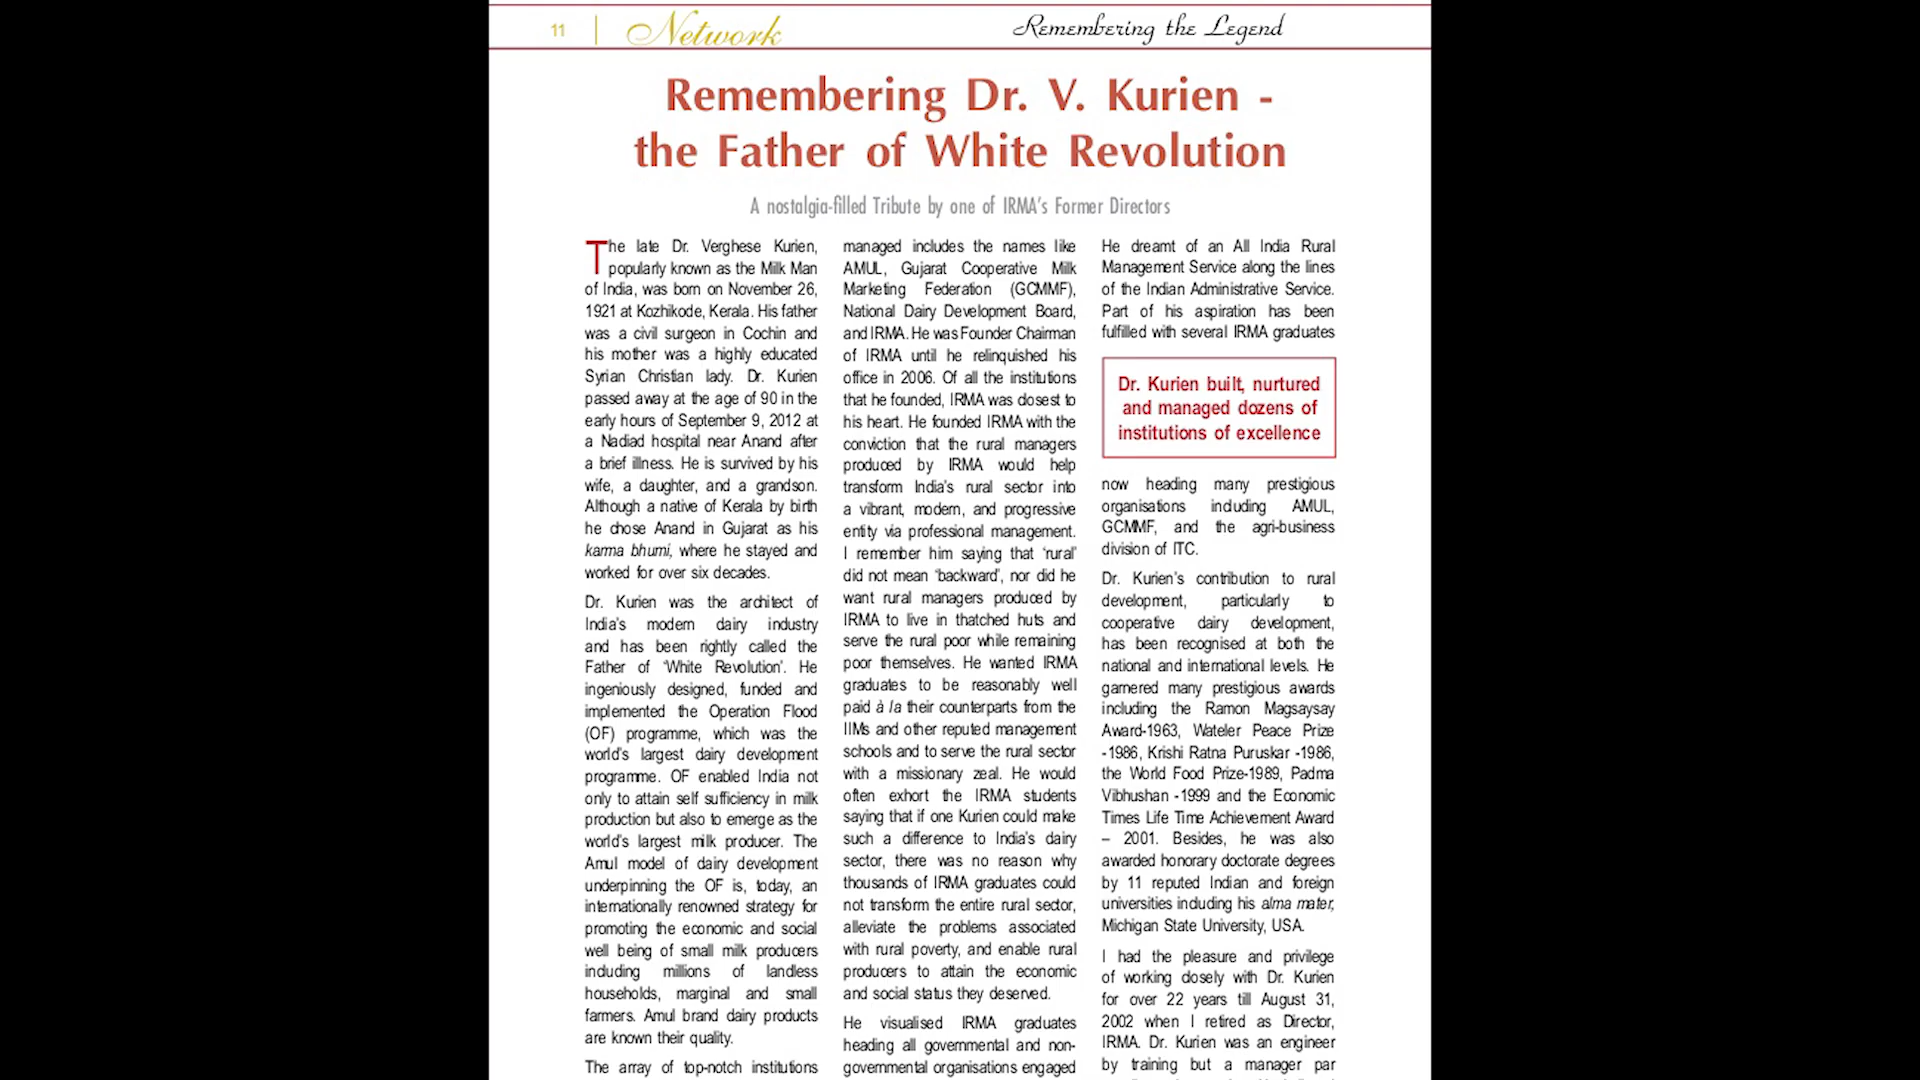 11
Network
Remembering the Legend
Remembering Dr. V. Kurien -
the Father of White Revolution
A nostalgia-filled Tribute by one of IRMA's Former Directors
The late Dr. Verghese Kurien,
popularly known as the Milk Man
of India, was born on November 26,
1921 at Kozhikode, Kerala. His father
was a civil surgeon in Cochin and
his mother was a highly educated
Syrian Christian lady. Dr. Kurien
passed away at the age of 90 in the
early hours of September 9, 2012 at
a Nadiad hospital near Anand after
a brief illness. He is survived by his
wife, a daughter, and a grandson.
Although a native of Kerala by birth
he chose Anand in Gujarat as his
karma bhumi, where he stayed and
worked for over six decades.
Dr. Kurien was the architect of
India's modern dairy industry
and has been rightly called the
Father of 'White Revolution'. He
ingeniously designed, funded and
implemented the Operation Flood
(OF) programme, which was the
world's largest dairy development
programme. OF enabled India not
only to attain self sufficiency in milk
production but also to emerge as the
world's largest milk producer. The
Amul model of dairy development
underpinning the OF is, today, an
internationally renowned strategy for
promoting the economic and social
well being of small milk producers
including millions of landless
households, marginal and small
farmers. Amul brand dairy products
are known their quality.
The array of top-notch institutions
managed includes the names like
AMUL, Gujarat Cooperative Milk
Marketing Federation (GCMMF),
National Dairy Development Board,
and IRMA. He was Founder Chairman
of IRMA until he relinquished his
office in 2006. Of all the institutions
that he founded, IRMA was closest to
his heart. He founded IRMA with the
conviction that the rural managers
produced by IRMA would help
transform India's rural sector into
a vibrant, modern, and progressive
entity via professional management.
I remember him saying that 'rural'
did not mean 'backward', nor did he
want rural managers produced by
IRMA to live in thatched huts and
serve the rural poor while remaining
poor themselves. He wanted IRMA
graduates to be reasonably well
paid à la their counterparts from the
IIMs and other reputed management
schools and to serve the rural sector
with a missionary zeal. He would
often exhort the IRMA students
saying that if one Kurien could make
such a difference to India's dairy
sector, there was no reason why
thousands of IRMA graduates could
not transform the entire rural sector,
alleviate the problems associated
with rural poverty, and enable rural
producers to attain the economic
and social status they deserved.
He visualised IRMA graduates
heading all governmental and non-
governmental organisations engaged
He dreamt of an All India Rural
Management Service along the lines
of the Indian Administrative Service.
Part of his aspiration has been
fulfilled with several IRMA graduates
Dr. Kurien built, nurtured
and managed dozens of
institutions of excellence
now heading many prestigious
organisations including AMUL,
GCMMF, and the agri-business
division of ITC.
Dr. Kurien's contribution to rural
development, particularly to
cooperative dairy development,
has been recognised at both the
national and international levels. He
garnered many prestigious awards
including the Ramon Magsaysay
Award-1963, Wateler Peace Prize
-1986, Krishi Ratna Puruskar -1986,
the World Food Prize-1989, Padma
Vibhushan -1999 and the Economic
Times Life Time Achievement Award
– 2001. Besides, he was also
awarded honorary doctorate degrees
by 11 reputed Indian and foreign
universities including his alma mater,
Michigan State University, USA.
I had the pleasure and privilege
of working closely with Dr. Kurien
for over 22 years till August 31,
2002 when I retired as Director,
IRMA. Dr. Kurien was an engineer
by training but a manager par